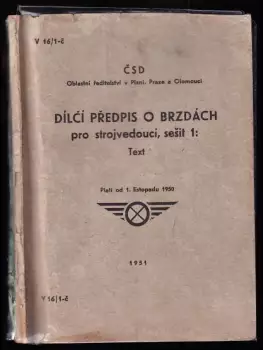 V 16/1-č
ČSD
Oblastní ředitelství v Plzni, Praze a Olomouci
DÍLČÍ PŘEDPIS O BRZDÁCH
pro strojvedoucí, sešit 1:
Text
Platí od 1. listopadu 1950
1951
V 16/1-č